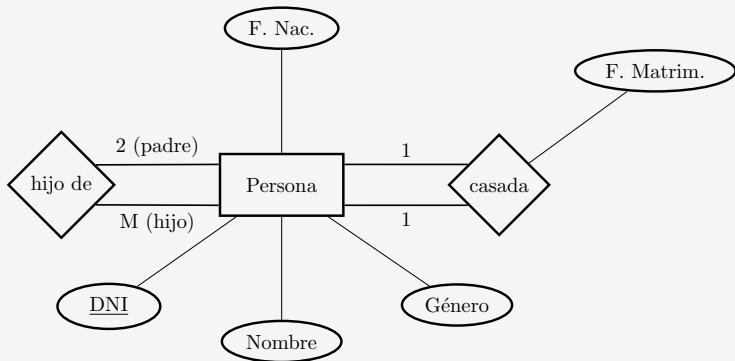 F. Nac.
F. Matrim.
2 (padre)
1
hijo de
Persona
casada
M (hijo)
1
DNI
Género
Nombre